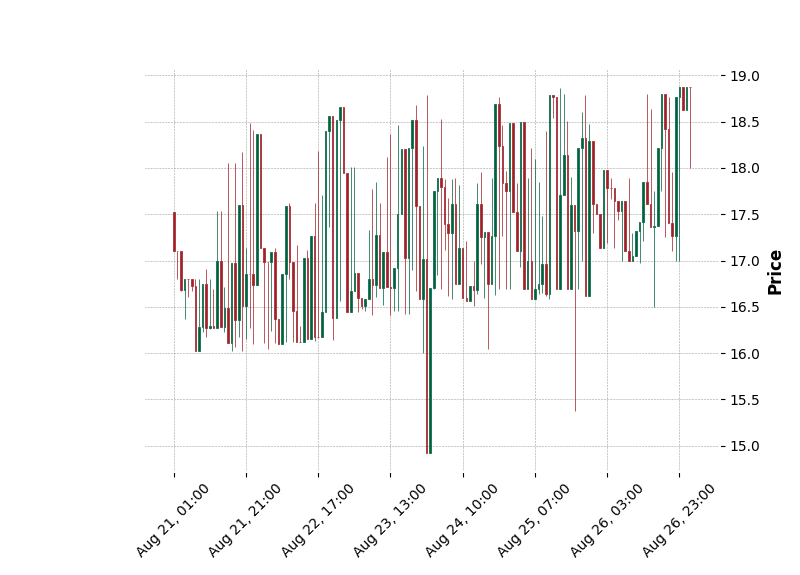 19.0
18.5
18.0
17.5
17.0
16.5
16.0
15.5
15.0
Price
Aug 21, 01:00
Aug 21, 21:00
Aug 22, 17:00
Aug 23, 13:00
Aug 24, 10:00
Aug 25, 07:00
Aug 26, 03:00
Aug 26, 23:00